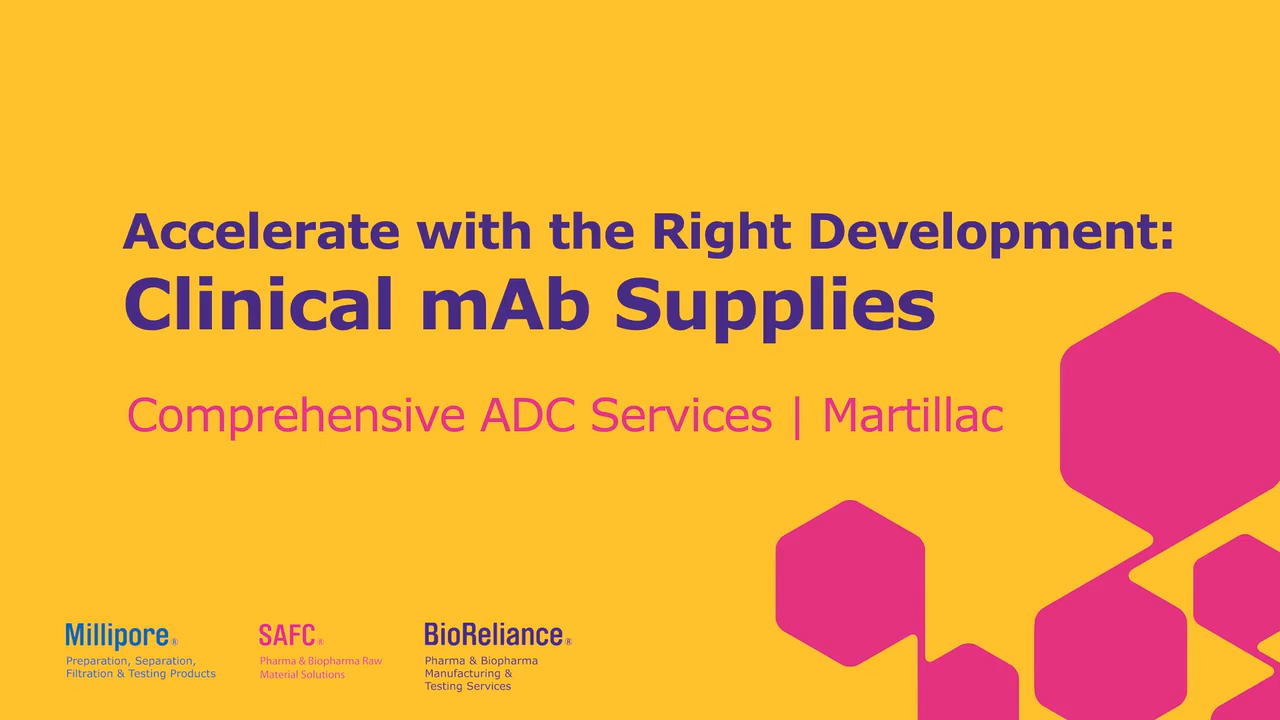 Accelerate with the Right Development:
Clinical mAb Supplies
Comprehensive ADC Services | Martillac
Millipore®
Preparation, Separation,
Filtration & Testing Products
SAFC®
Pharma & Biopharma Raw
Material Solutions
BioReliance®
Pharma & Biopharma
Manufacturing &
Testing Services